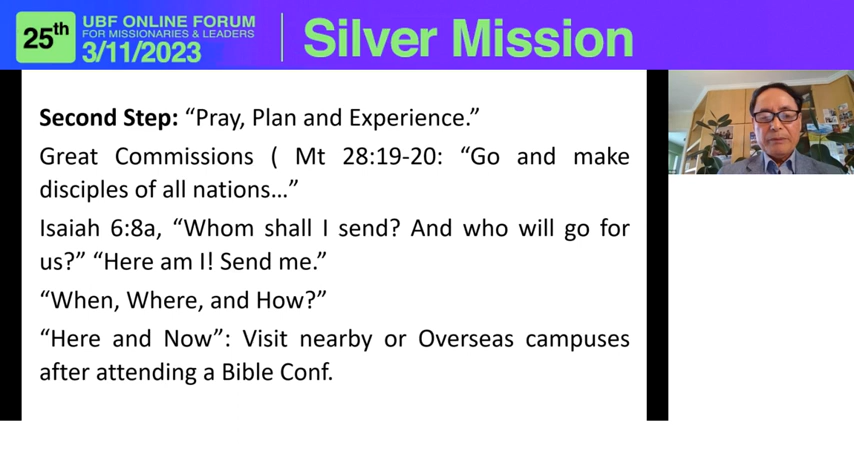 25th
UBF ONLINE FORUM
FOR MISSIONARIES & LEADERS
3/11/2023
Silver Mission
Second Step: “Pray, Plan and Experience.”
Great Commissions ( Mt 28:19-20: “Go and make
disciples of all nations…”
Isaiah 6:8a, “Whom shall I send? And who will go for
us?” “Here am I! Send me.”
“When, Where, and How?”
“Here and Now”: Visit nearby or Overseas campuses
after attending a Bible Conf.